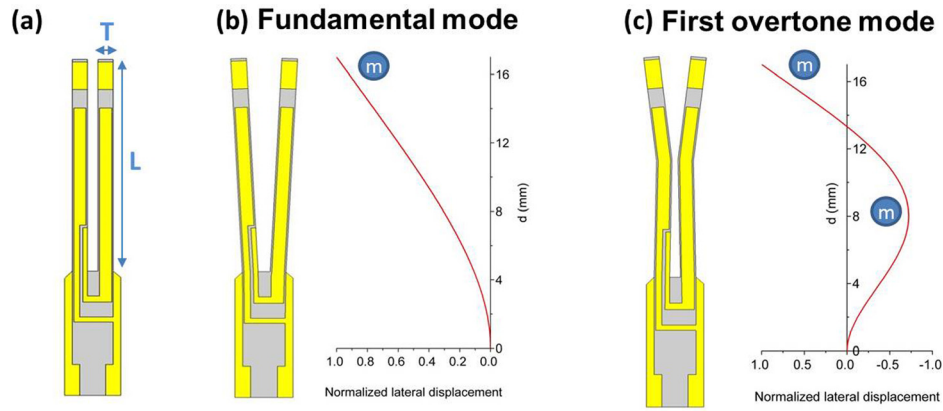 (a)
T
L
(b) Fundamental mode
m
16
12
8
4
0
d (mm)
1.0 0.8 0.6 0.4 0.2 0.0
Normalized lateral displacement
(c) First overtone mode
m
16
12
8
m
4
0
d (mm)
1.0 0.5 0.0 -0.5 -1.0
Normalized lateral displacement